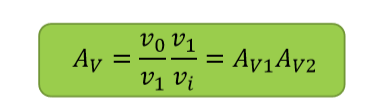 A_V = \frac{v_0}{v_1} \frac{v_1}{v_i} = A_{V1} A_{V2}